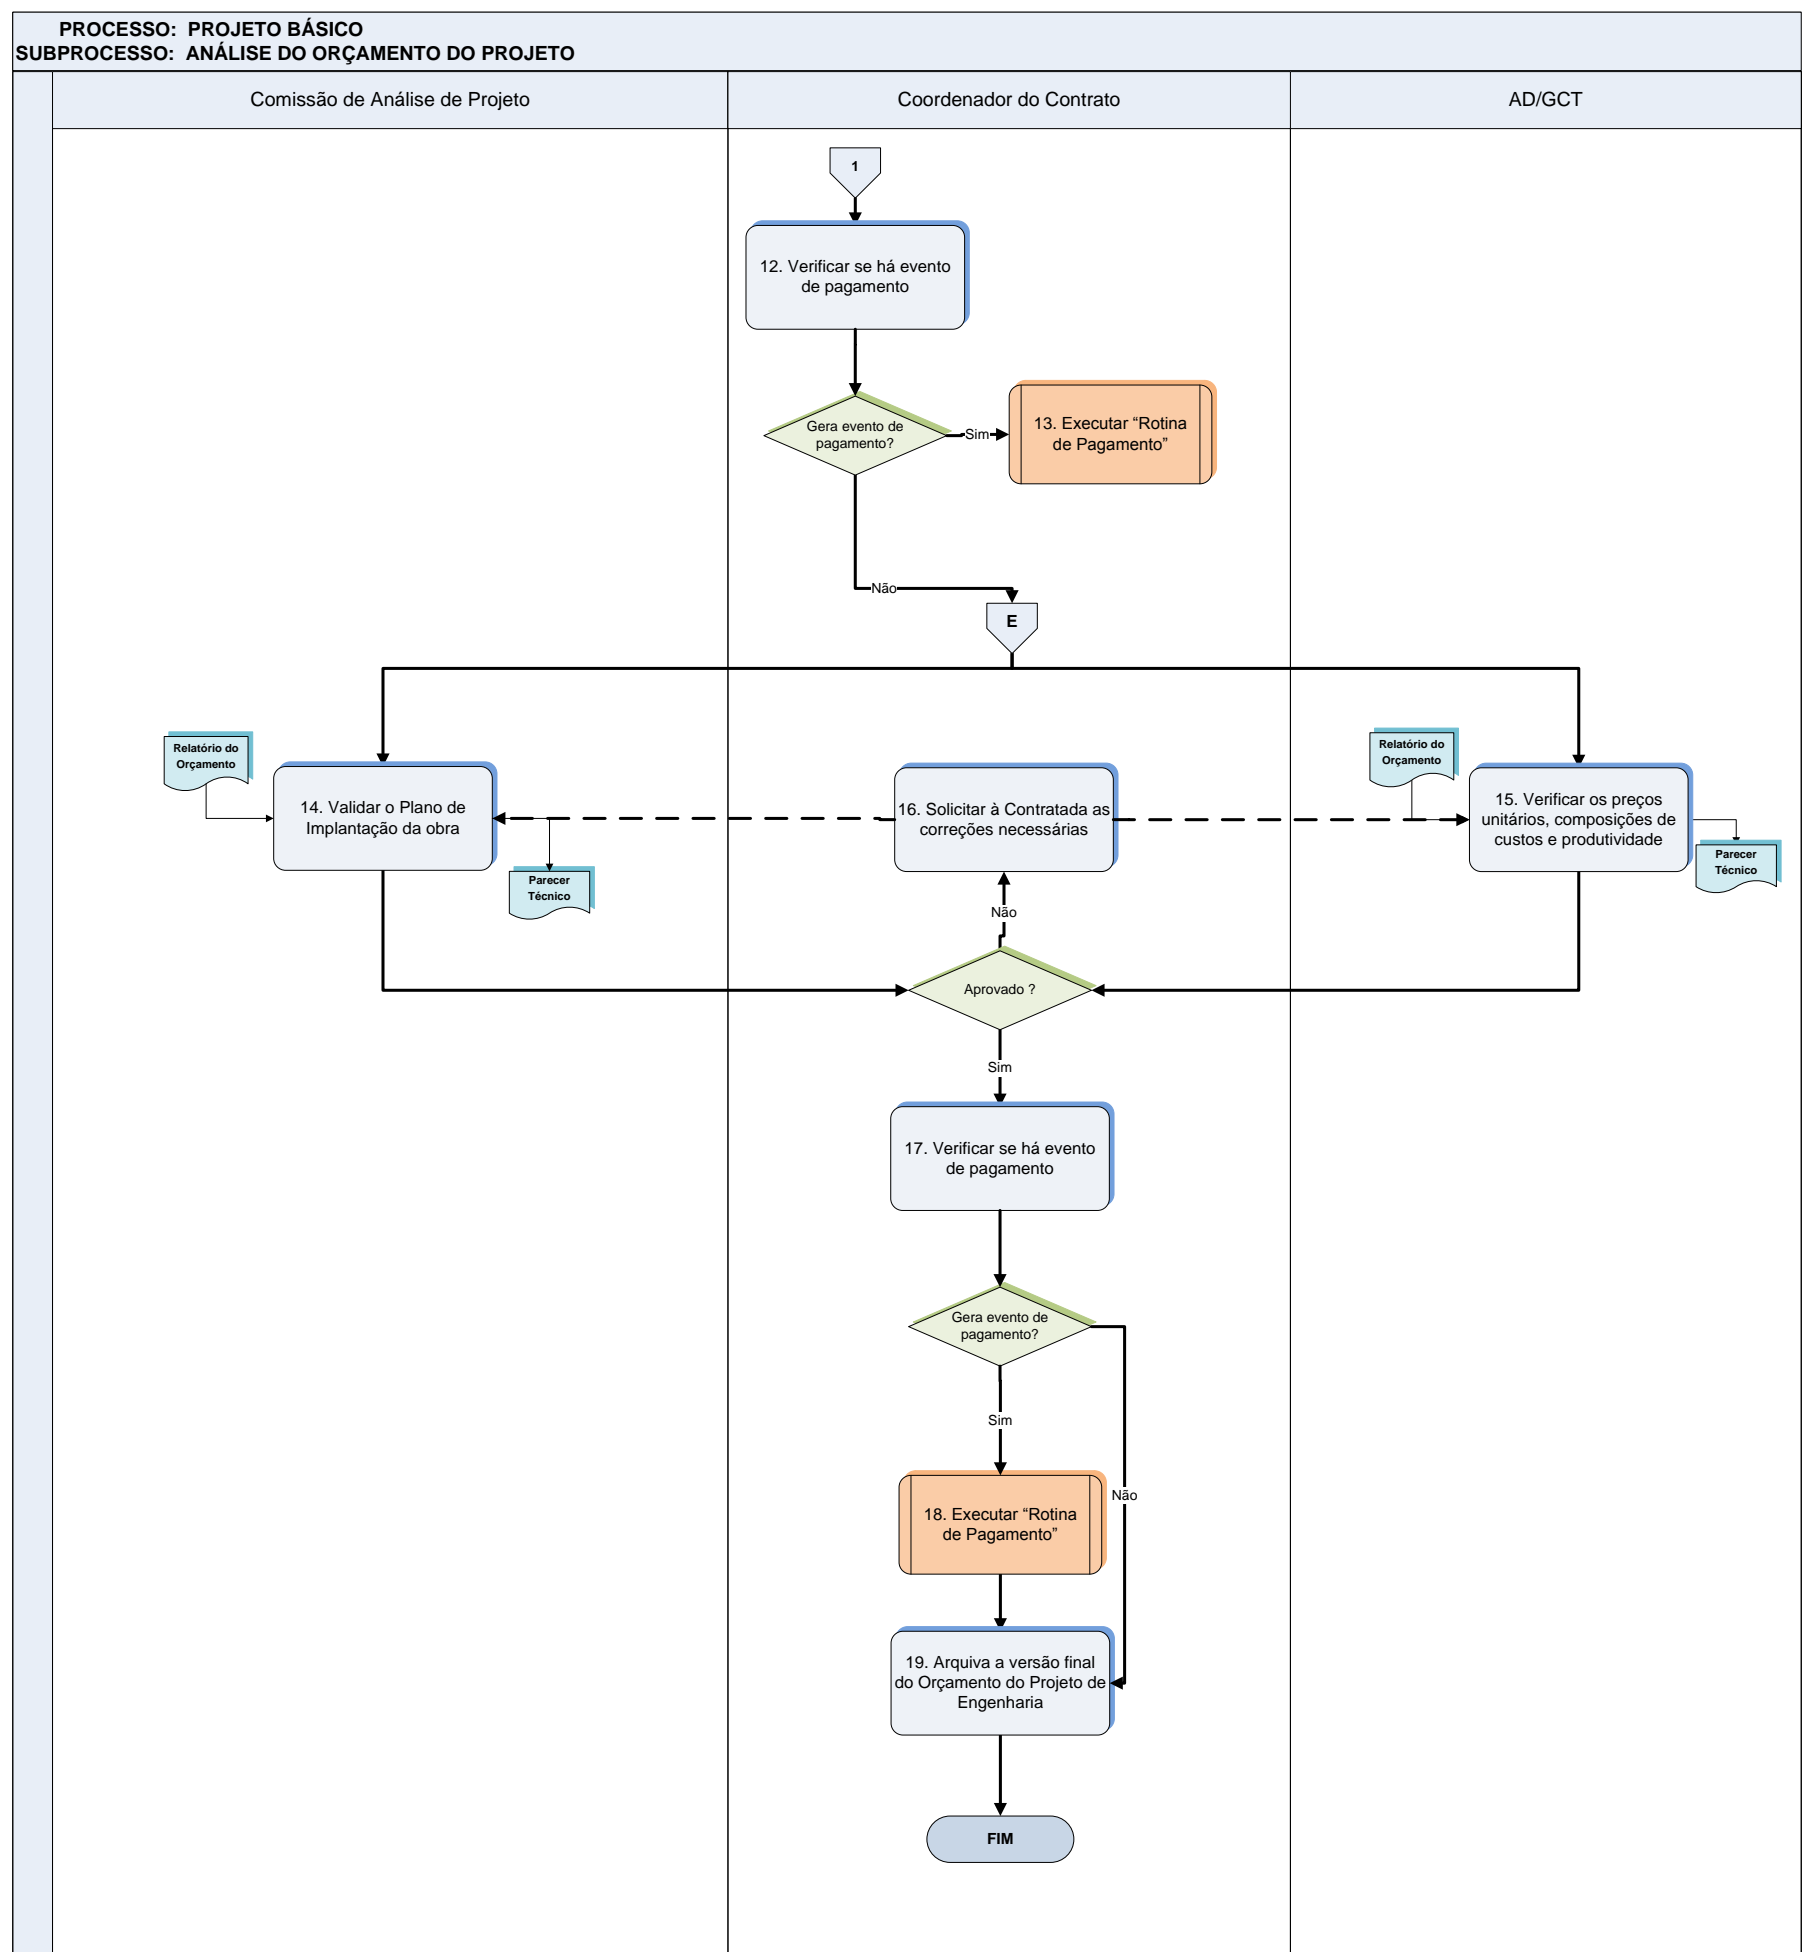 PROCESSO: PROJETO BÁSICO
SUBPROCESSO: ANÁLISE DO ORÇAMENTO DO PROJETO
Comissão de Análise de Projeto
Coordenador do Contrato
AD/GCT
1
12. Verificar se há evento
de pagamento
Gera evento de
pagamento?
Sim
13. Executar “Rotina
de Pagamento”
Não
E
Relatório do
Orçamento
14. Validar o Plano de
Implantação da obra
Parecer
Técnico
16. Solicitar à Contratada as
correções necessárias
Relatório do
Orçamento
15. Verificar os preços
unitários, composições de
custos e produtividade
Parecer
Técnico
Não
Aprovado ?
Sim
17. Verificar se há evento
de pagamento
Gera evento de
pagamento?
Sim
Não
18. Executar “Rotina
de Pagamento”
19. Arquiva a versão final
do Orçamento do Projeto de
Engenharia
FIM